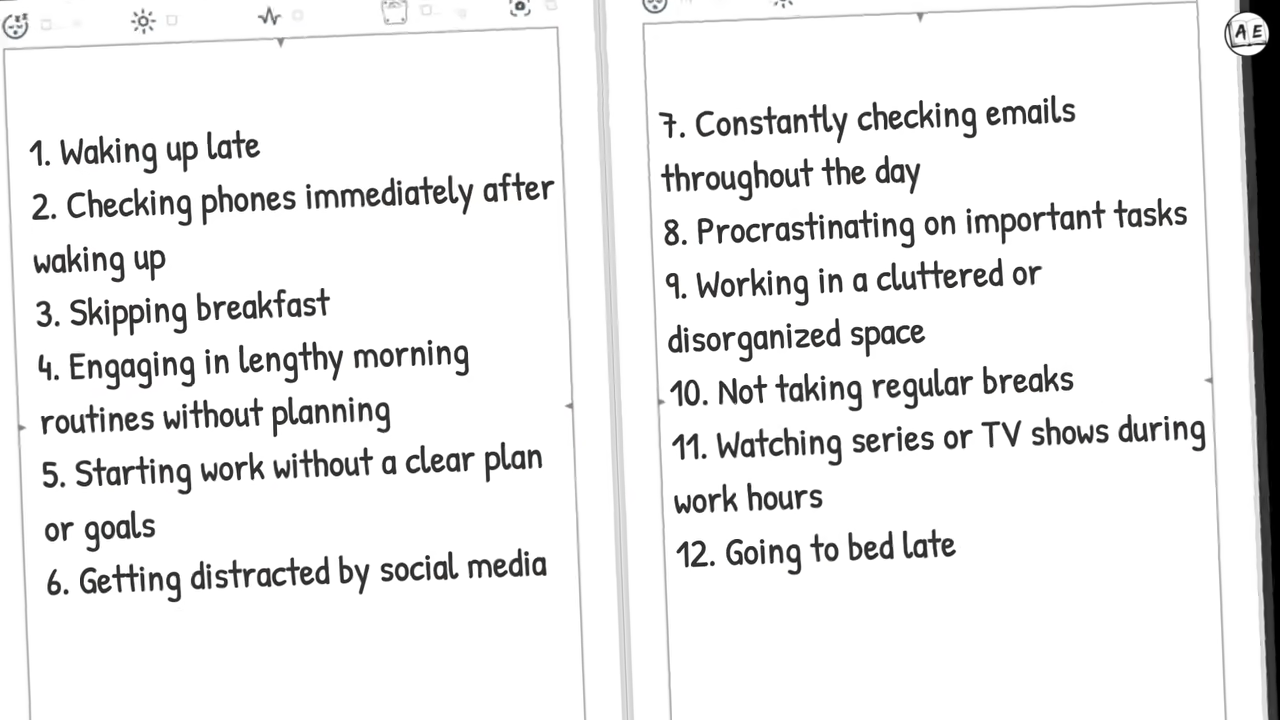 1. Waking up late
2. Checking phones immediately after
waking up
3. Skipping breakfast
4. Engaging in lengthy morning
routines without planning
5. Starting work without a clear plan
or goals
6. Getting distracted by social media
7. Constantly checking emails
throughout the day
8. Procrastinating on important tasks
9. Working in a cluttered or
disorganized space
10. Not taking regular breaks
11. Watching series or TV shows during
work hours
12. Going to bed late
AE